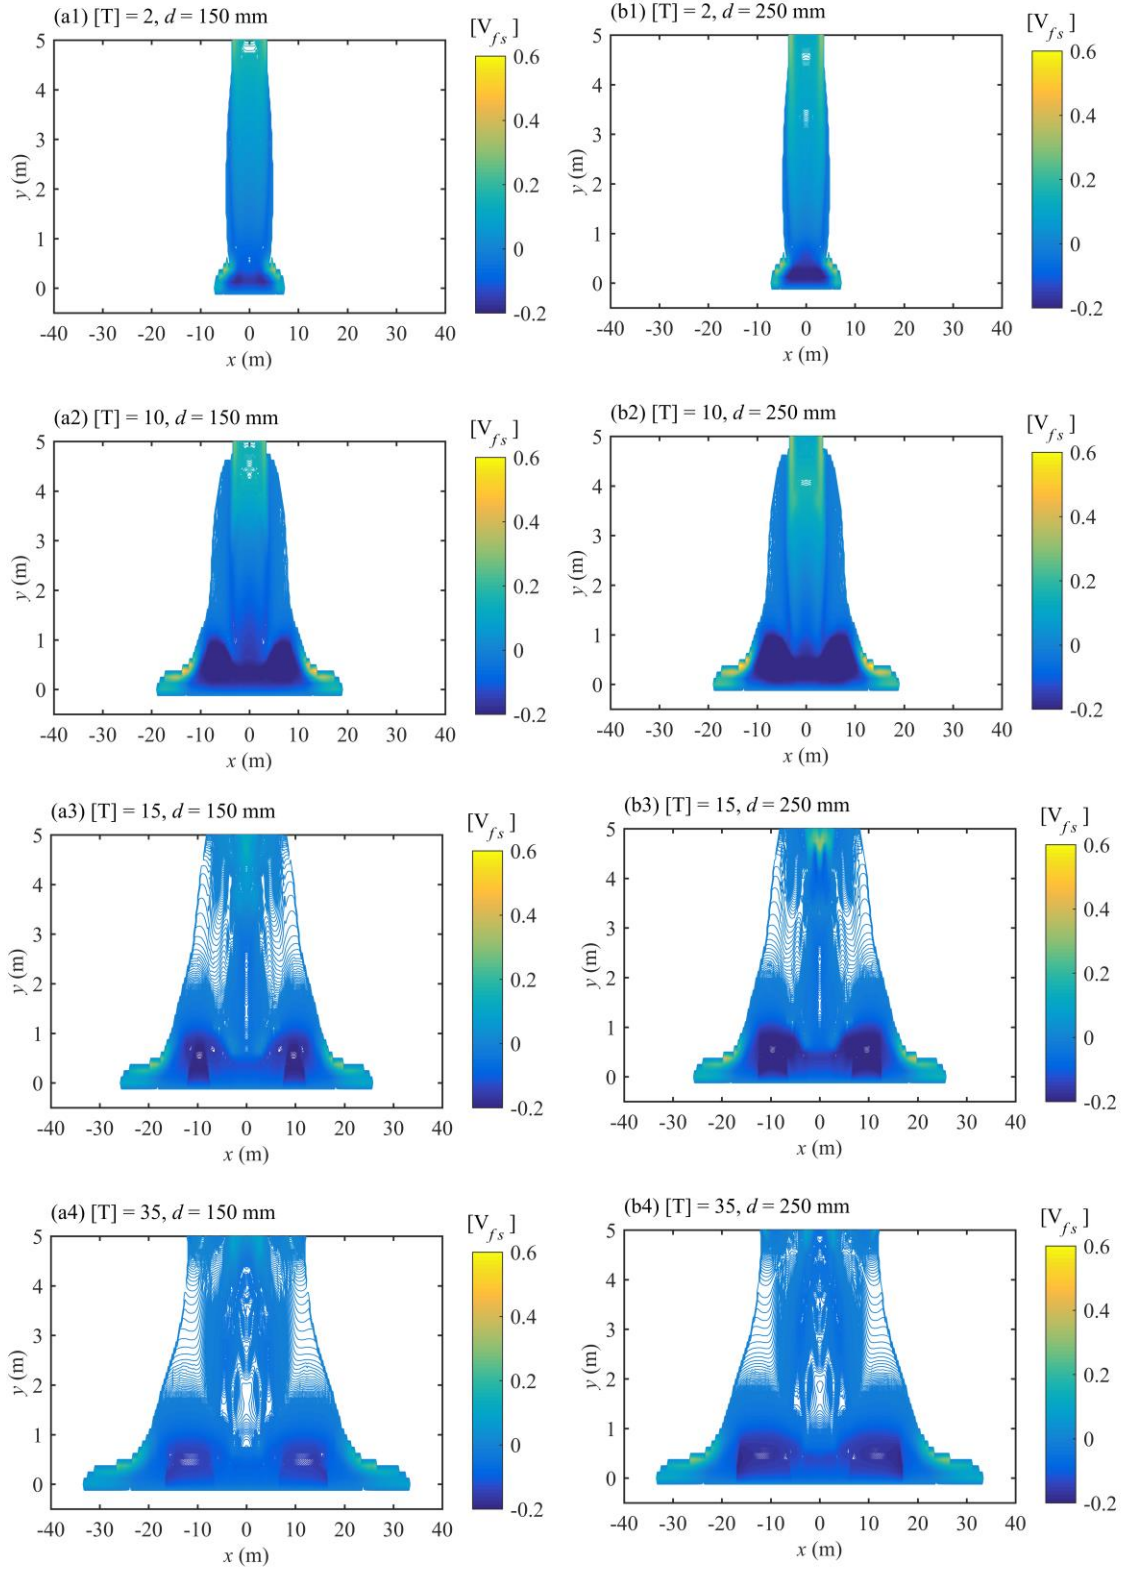 (a1) [T] = 2, d = 150 mm
[V_fs]
5
4
3
2
1
0
y (m)
-40 -30 -20 -10 0 10 20 30 40
x (m)
0.6
0.4
0.2
0
-0.2
(b1) [T] = 2, d = 250 mm
[V_fs]
5
4
3
2
1
0
y (m)
-40 -30 -20 -10 0 10 20 30 40
x (m)
0.6
0.4
0.2
0
-0.2
(a2) [T] = 10, d = 150 mm
[V_fs ]
5
4
3
2
1
0
y (m)
-40 -30 -20 -10 0 10 20 30 40
x (m)
0.6
0.4
0.2
0
-0.2
(b2) [T] = 10, d = 250 mm
[V_fs ]
5
4
3
2
1
0
y (m)
-40 -30 -20 -10 0 10 20 30 40
x (m)
0.6
0.4
0.2
0
-0.2
(a3) [T] = 15, d = 150 mm
[V_fs ]
5
4
3
2
1
0
y (m)
-40 -30 -20 -10 0 10 20 30 40
x (m)
0.6
0.4
0.2
0
-0.2
(b3) [T] = 15, d = 250 mm
[V_fs ]
5
4
3
2
1
0
y (m)
-40 -30 -20 -10 0 10 20 30 40
x (m)
0.6
0.4
0.2
0
-0.2
(a4) [T] = 35, d = 150 mm
[V_fs ]
5
4
3
2
1
0
y (m)
-40 -30 -20 -10 0 10 20 30 40
x (m)
0.6
0.4
0.2
0
-0.2
(b4) [T] = 35, d = 250 mm
[V_fs ]
5
4
3
2
1
0
y (m)
-40 -30 -20 -10 0 10 20 30 40
x (m)
0.6
0.4
0.2
0
-0.2